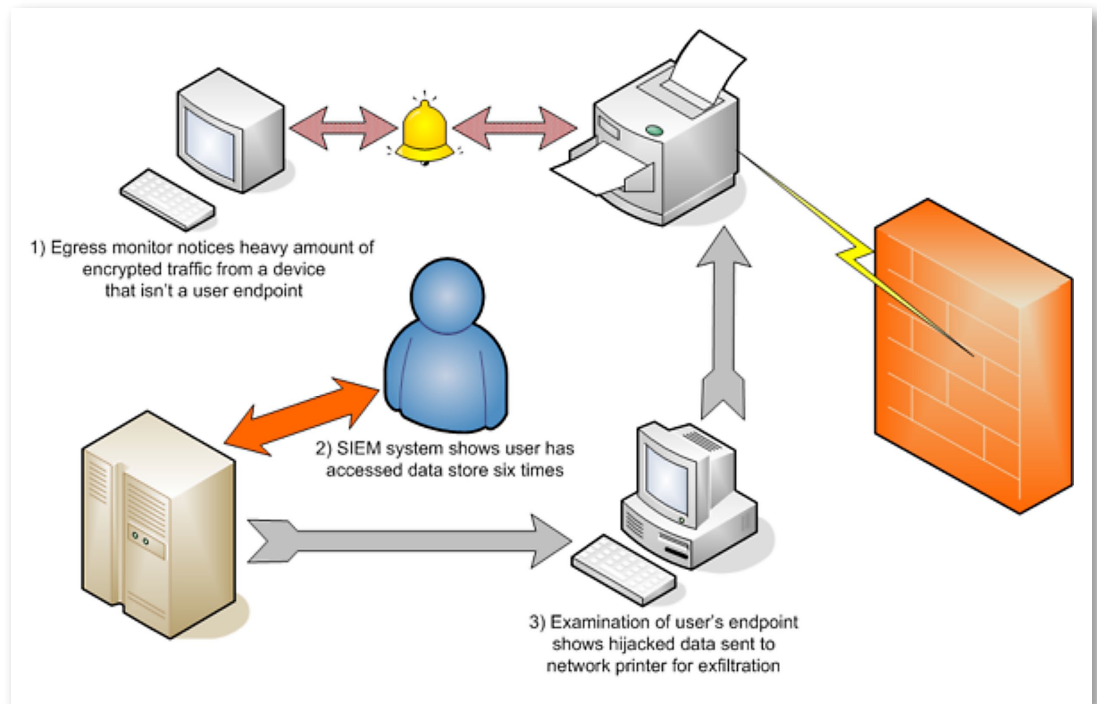 1) Egress monitor notices heavy amount of
encrypted traffic from a device
that isn't a user endpoint
2) SIEM system shows user has
accessed data store six times
3) Examination of user's endpoint
shows hijacked data sent to
network printer for exfiltration